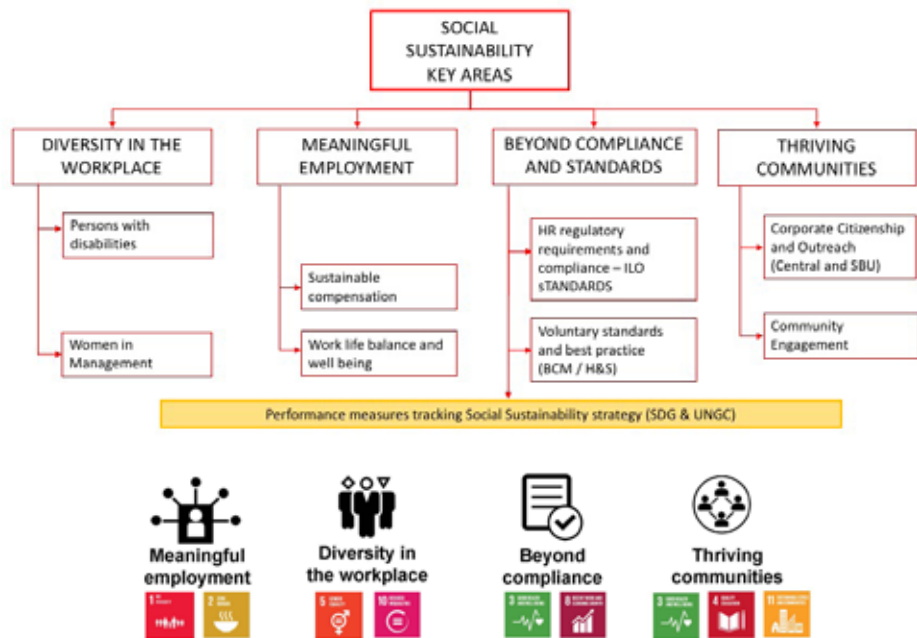 SOCIAL
SUSTAINABILITY
KEY AREAS
DIVERSITY IN THE
WORKPLACE
MEANINGFUL
EMPLOYMENT
BEYOND COMPLIANCE
AND STANDARDS
THRIVING
COMMUNITIES
Persons with
disabilities
Women in
Management
Sustainable
compensation
Work life balance and
well being
HR regulatory
requirements and
compliance – ILO
sTANDARDS
Voluntary standards
and best practice
(BCM / H&S)
Corporate Citizenship
and Outreach
(Central and SBU)
Community
Engagement
Performance measures tracking Social Sustainability strategy (SDG & UNGC)
Meaningful
employment
1
2
Diversity in
the workplace
5
10
Beyond
compliance
3
8
Thriving
communities
3
4
11